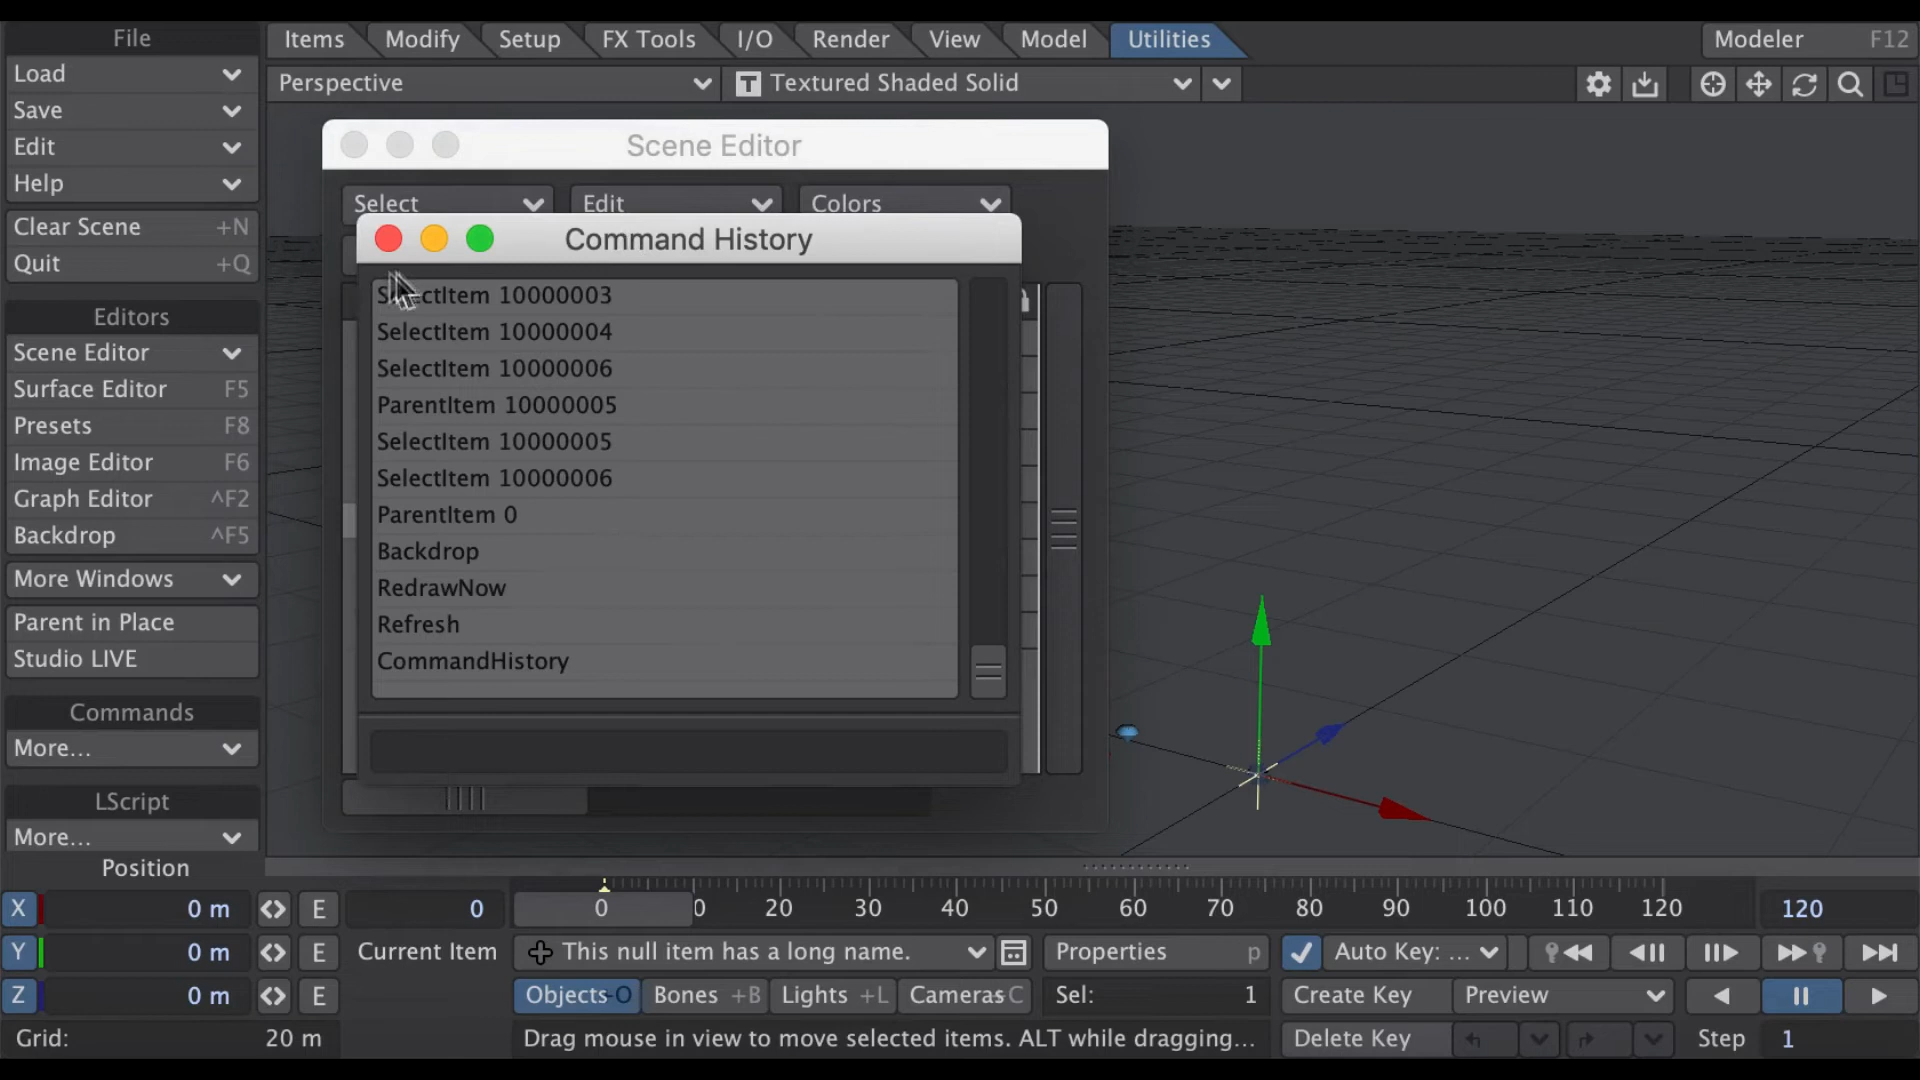 File
Items Modify Setup FX Tools I/O Render View Model Utilities Modeler F12
Load
Perspective T Textured Shaded Solid
Save
Edit
Help
Clear Scene +N
Quit +Q
Editors
Scene Editor
Surface Editor F5
Presets F8
Image Editor F6
Graph Editor ^F2
Backdrop ^F5
More Windows
Parent in Place
Studio LIVE
Commands
More...
LScript
More...
Scene Editor
Select Edit Colors
Command History
SelectItem 10000003
SelectItem 10000004
SelectItem 10000006
ParentItem 10000005
SelectItem 10000005
SelectItem 10000006
ParentItem 0
Backdrop
RedrawNow
Refresh
CommandHistory
Position
X 0 m E 0 0 0 20 30 40 50 60 70 80 90 100 110 120 120
Y 0 m E Current Item This null item has a long name. Properties p Auto Key: ...
Z 0 m E Objects O Bones +B Lights +L Cameras C Sel: 1 Create Key Preview
Grid: 20 m Drag mouse in view to move selected items. ALT while dragging... Delete Key Step 1